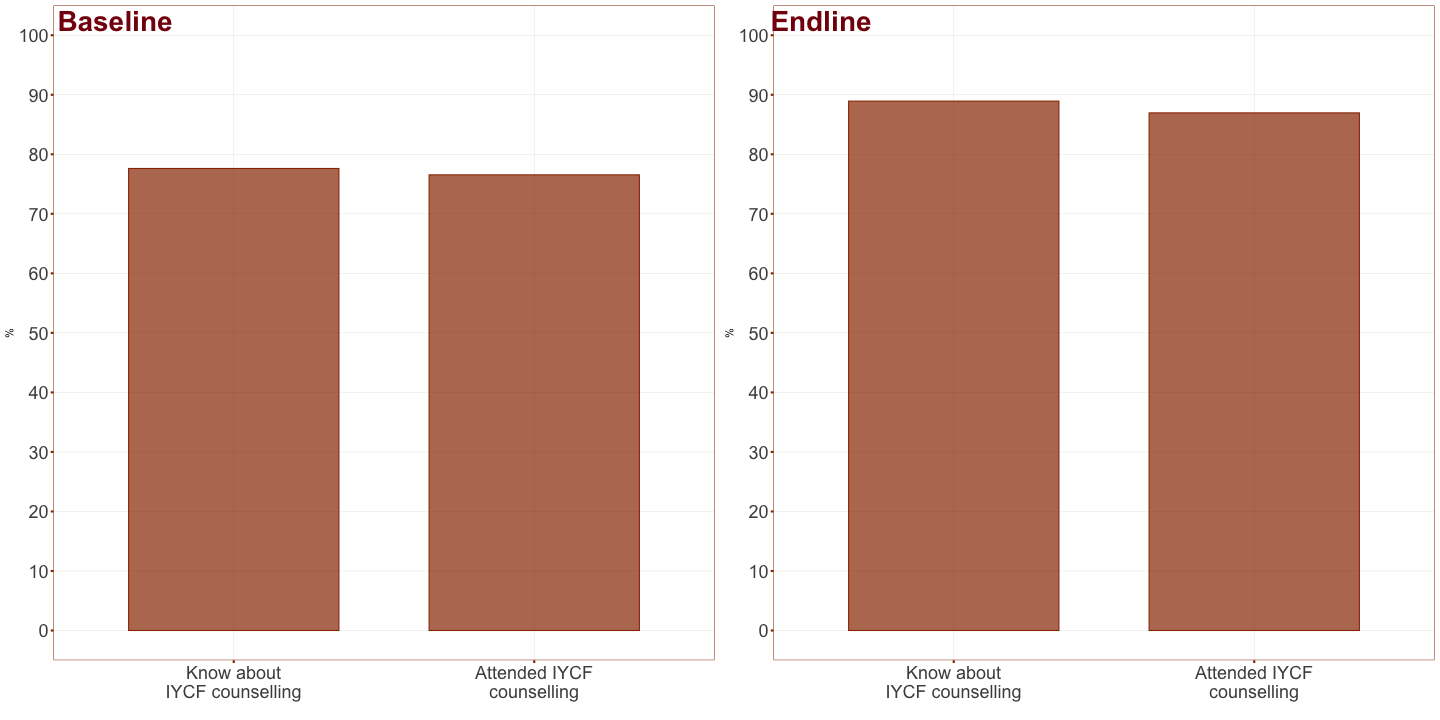 Baseline
100
90
80
70
60
50
40
30
20
10
0
%
Know about
IYCF counselling
Attended IYCF
counselling
Endline
100
90
80
70
60
50
40
30
20
10
0
%
Know about
IYCF counselling
Attended IYCF
counselling